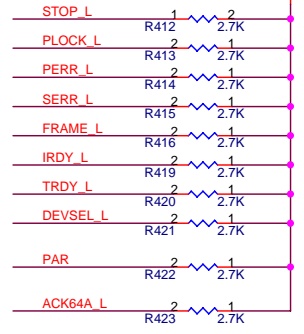 STOP_L 1 2
R412 2.7K
PLOCK_L 2 1
R413 2.7K
PERR_L 2 1
R414 2.7K
SERR_L 2 1
R415 2.7K
FRAME_L 2 1
R416 2.7K
IRDY_L 2 1
R419 2.7K
TRDY_L 2 1
R420 2.7K
DEVSEL_L 2 1
R421 2.7K
PAR 2 1
R422 2.7K
ACK64A_L 2 1
R423 2.7K